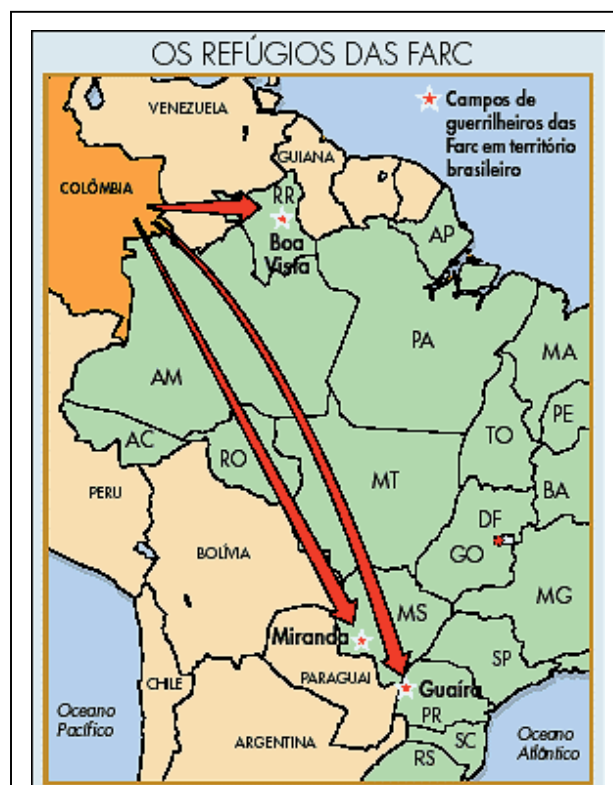 OS REFÚGIOS DAS FARC
Campos de
guerrilheiros das
Farc em território
brasileiro
VENEZUELA
GUIANA
COLÔMBIA
RR
Boa
Vista
AP
AM
PA
MA
PE
TO
AC
RO
MT
BA
PERU
DF
GO
BOLÍVIA
MG
MS
Miranda
SP
PARAGUAI
Guaíra
CHILE
PR
Oceano
Pacífico
SC
Oceano
Atlântico
ARGENTINA
RS